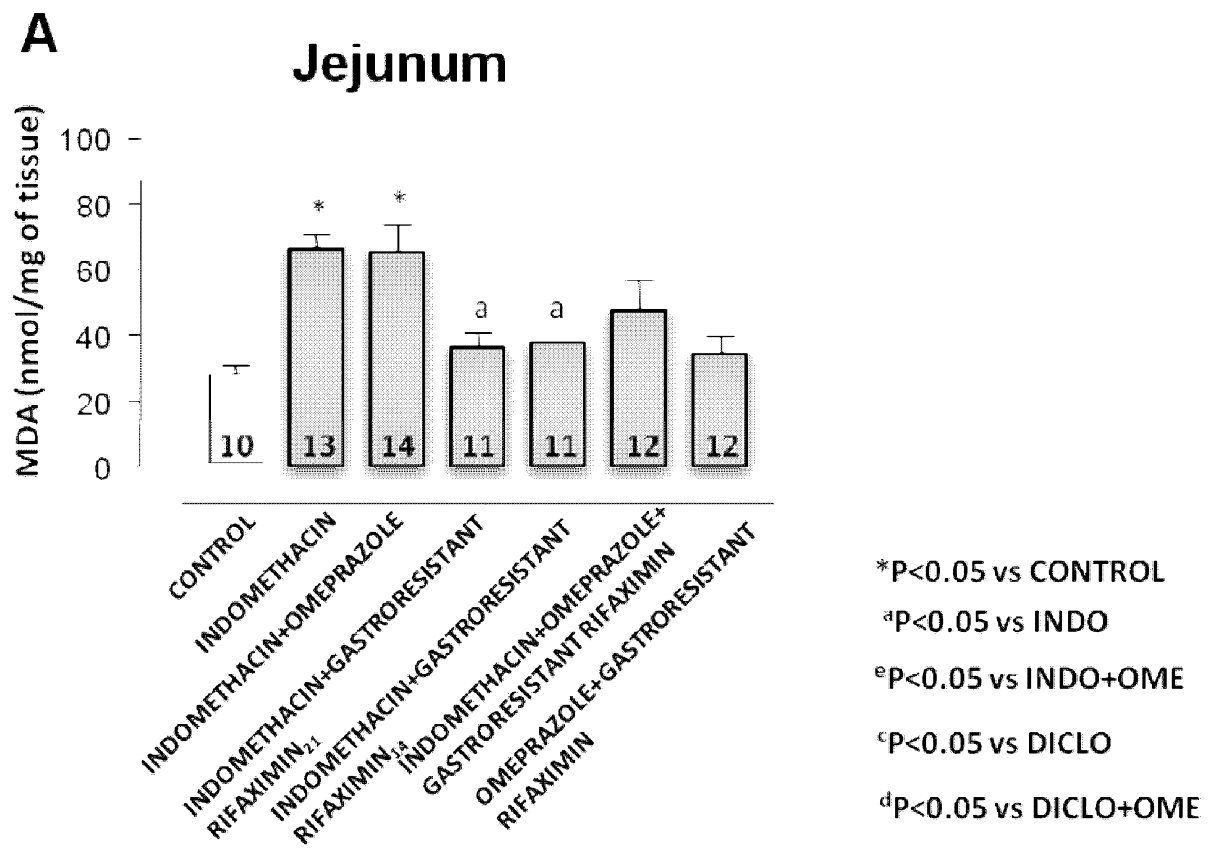 A
Jejunum
MDA (nmol/mg of tissue)
100
80
60
40
20
0
*
*
a
a
10
13
14
11
11
12
12
CONTROL
INDOMETHACIN
INDOMETHACIN+OMEPRAZOLE
INDOMETHACIN+GASTRORESISTANT
RIFAXIMIN21
INDOMETHACIN+GASTRORESISTANT
RIFAXIMIN14
INDOMETHACIN+OMEPRAZOLE+
GASTRORESISTANT RIFAXIMIN
OMEPRAZOLE+GASTRORESISTANT
RIFAXIMIN
*P<0.05 vs CONTROL
aP<0.05 vs INDO
eP<0.05 vs INDO+OME
cP<0.05 vs DICLO
dP<0.05 vs DICLO+OME